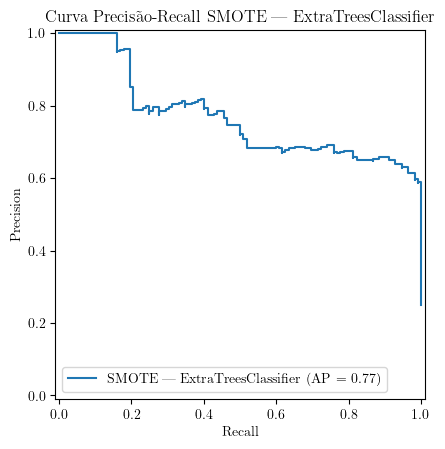 Curva Precisão-Recall SMOTE — ExtraTreesClassifier
1.0
0.8
0.6
0.4
0.2
0.0
Precision
SMOTE — ExtraTreesClassifier (AP = 0.77)
0.0 0.2 0.4 0.6 0.8 1.0
Recall